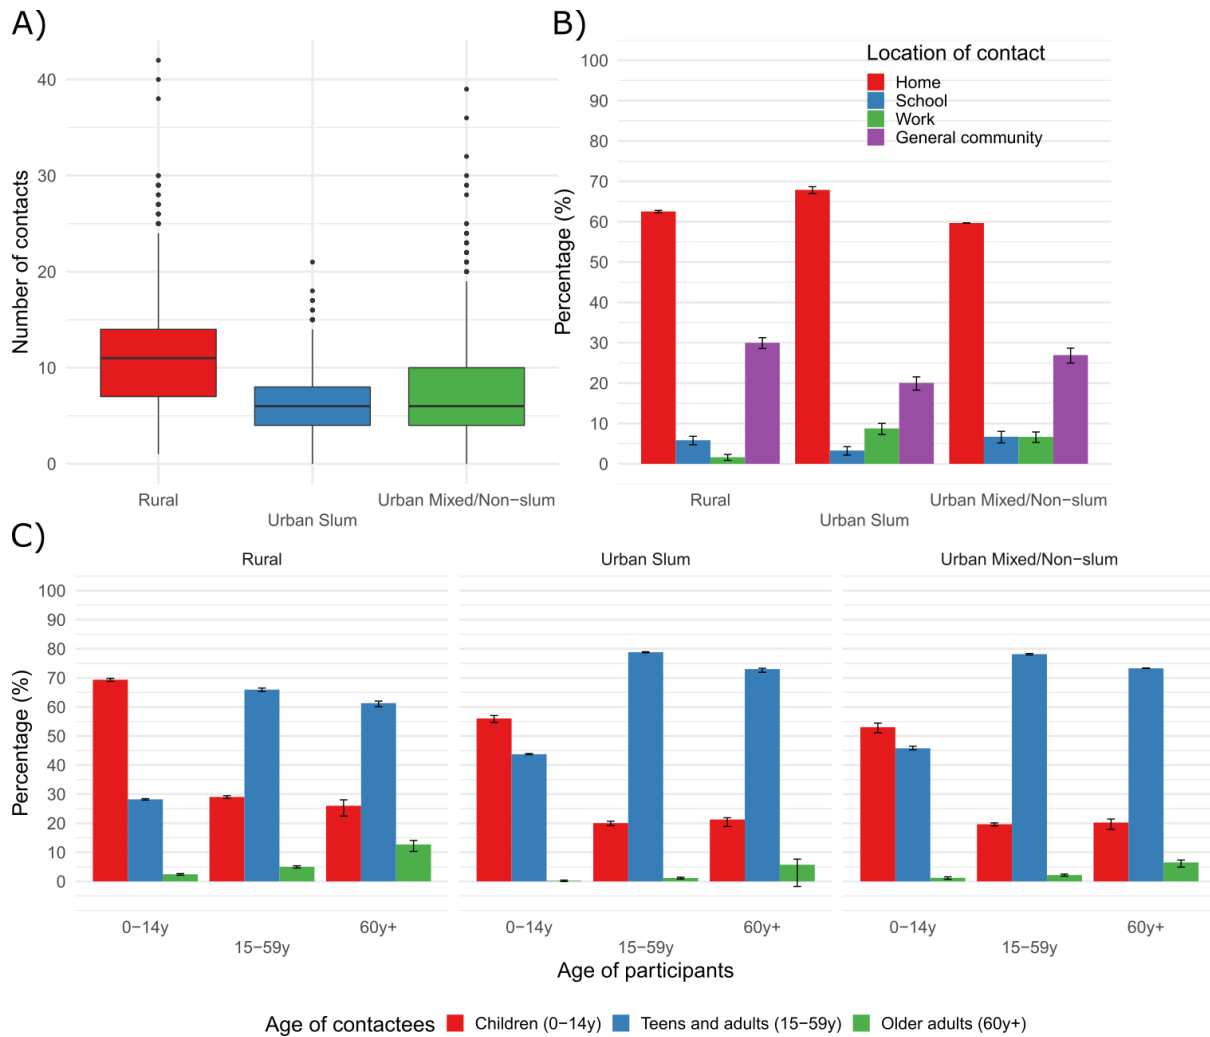 A)
Number of contacts
40
30
20
10
0
Rural
Urban Slum
Urban Mixed/Non−slum
B)
Location of contact
Home
School
Work
General community
Percentage (%)
100
90
80
70
60
50
40
30
20
10
0
Rural
Urban Slum
Urban Mixed/Non−slum
C)
Rural
Urban Slum
Urban Mixed/Non−slum
Percentage (%)
100
90
80
70
60
50
40
30
20
10
0
0−14y
15−59y
60y+
0−14y
15−59y
60y+
0−14y
15−59y
60y+
Age of participants
Age of contactees
Children (0−14y)
Teens and adults (15−59y)
Older adults (60y+)